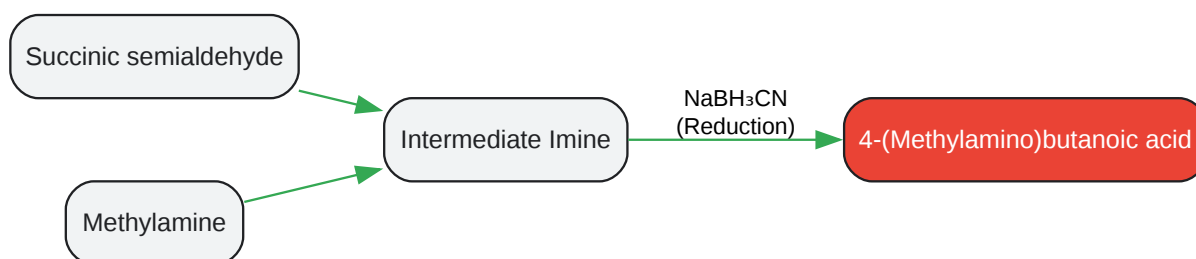 Succinic semialdehyde
Methylamine
Intermediate Imine
NaBH₃CN
(Reduction)
4-(Methylamino)butanoic acid